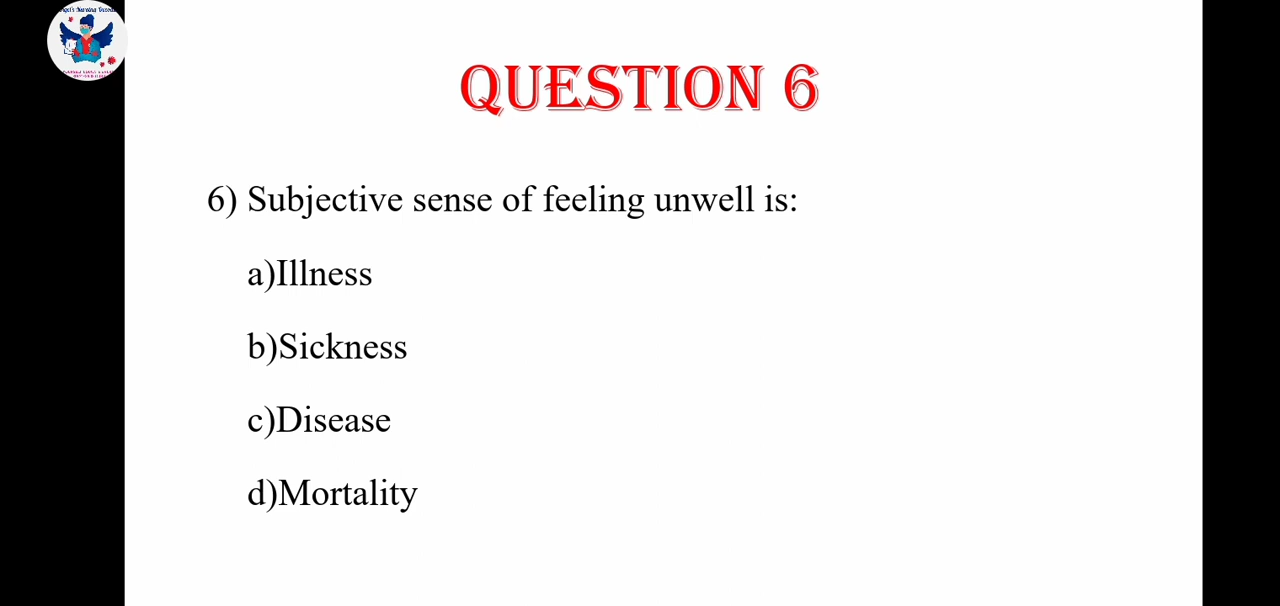 QUESTION 6
6) Subjective sense of feeling unwell is:
a)Illness
b)Sickness
c)Disease
d)Mortality